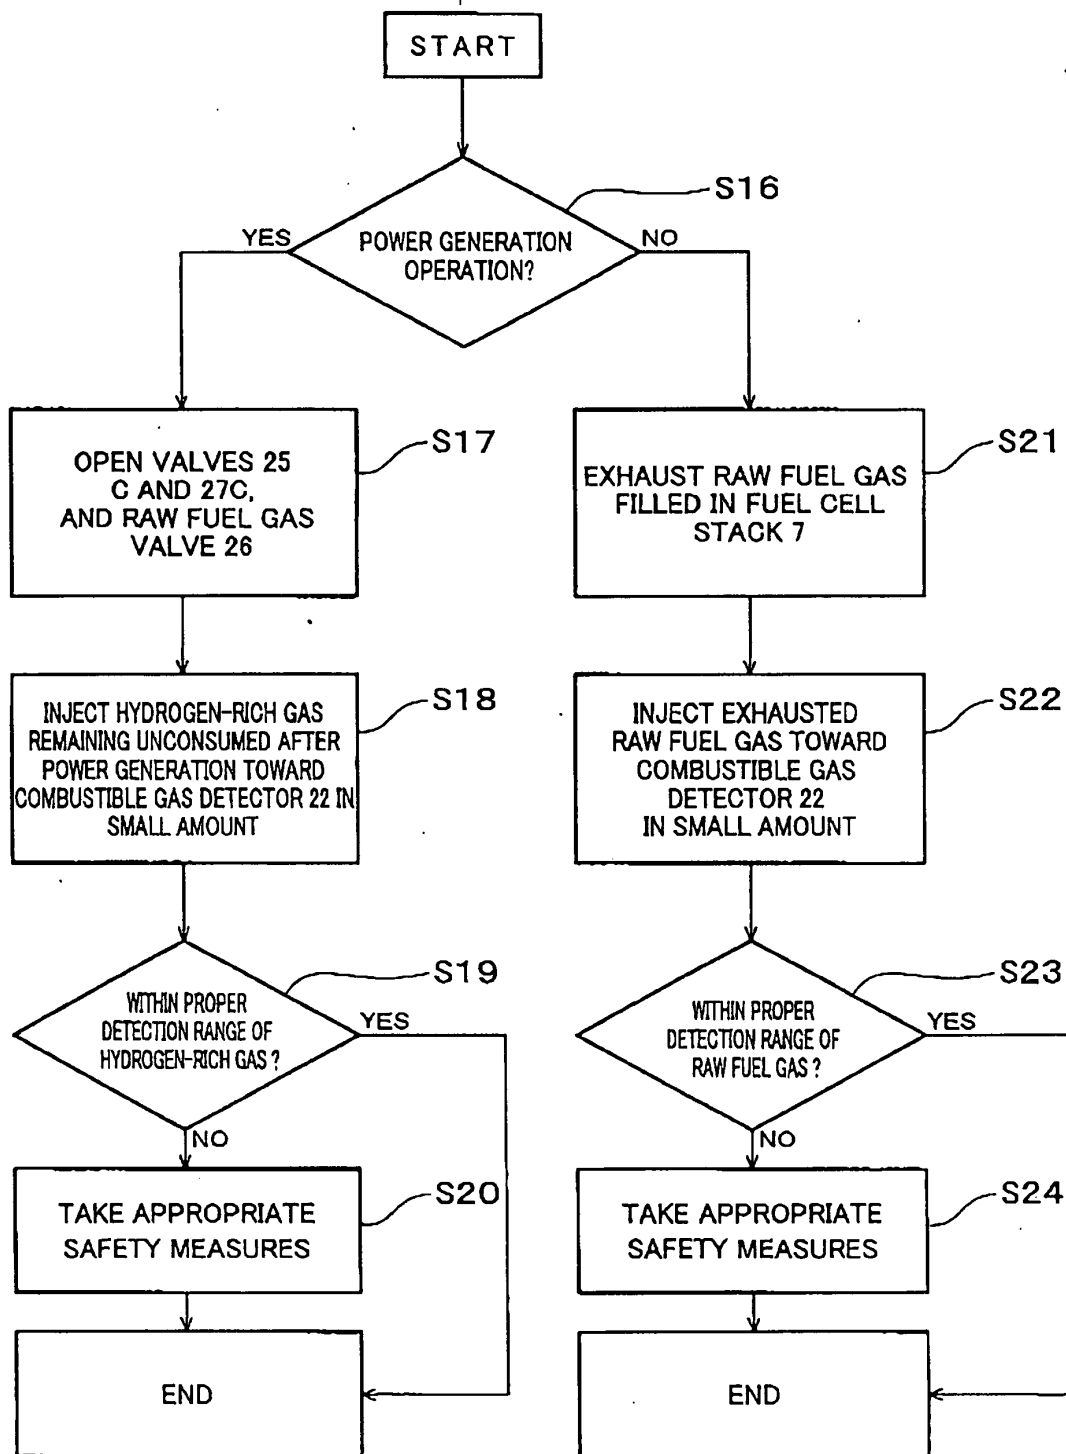 START
S16
YES
POWER GENERATION
OPERATION?
NO
S17
OPEN VALVES 25
C AND 27C,
AND RAW FUEL GAS
VALVE 26
S21
EXHAUST RAW FUEL GAS
FILLED IN FUEL CELL
STACK 7
S18
INJECT HYDROGEN-RICH GAS
REMAINING UNCONSUMED AFTER
POWER GENERATION TOWARD
COMBUSTIBLE GAS DETECTOR 22 IN
SMALL AMOUNT
S22
INJECT EXHAUSTED
RAW FUEL GAS TOWARD
COMBUSTIBLE GAS
DETECTOR 22
IN SMALL AMOUNT
S19
WITHIN PROPER
DETECTION RANGE OF
HYDROGEN-RICH GAS ?
YES
NO
S23
WITHIN PROPER
DETECTION RANGE OF
RAW FUEL GAS ?
YES
NO
S20
TAKE APPROPRIATE
SAFETY MEASURES
S24
TAKE APPROPRIATE
SAFETY MEASURES
END
END